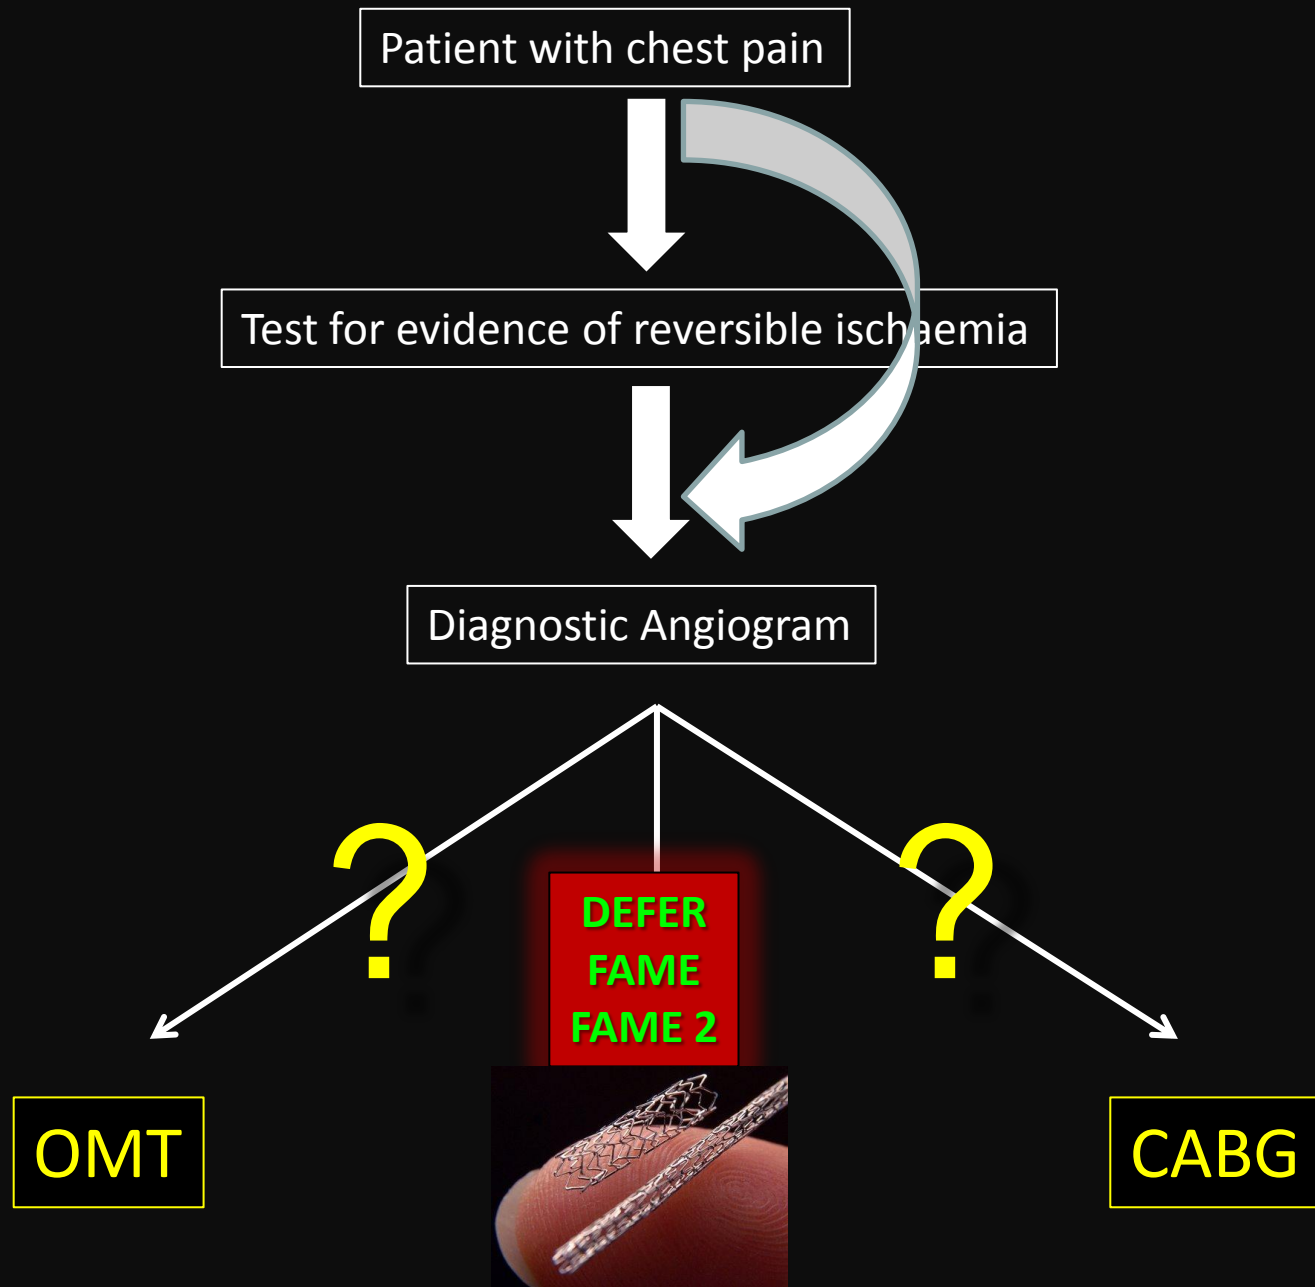 Patient with chest pain
Test for evidence of reversible ischaemia
Diagnostic Angiogram
?
?
DEFER
FAME
FAME 2
OMT
CABG